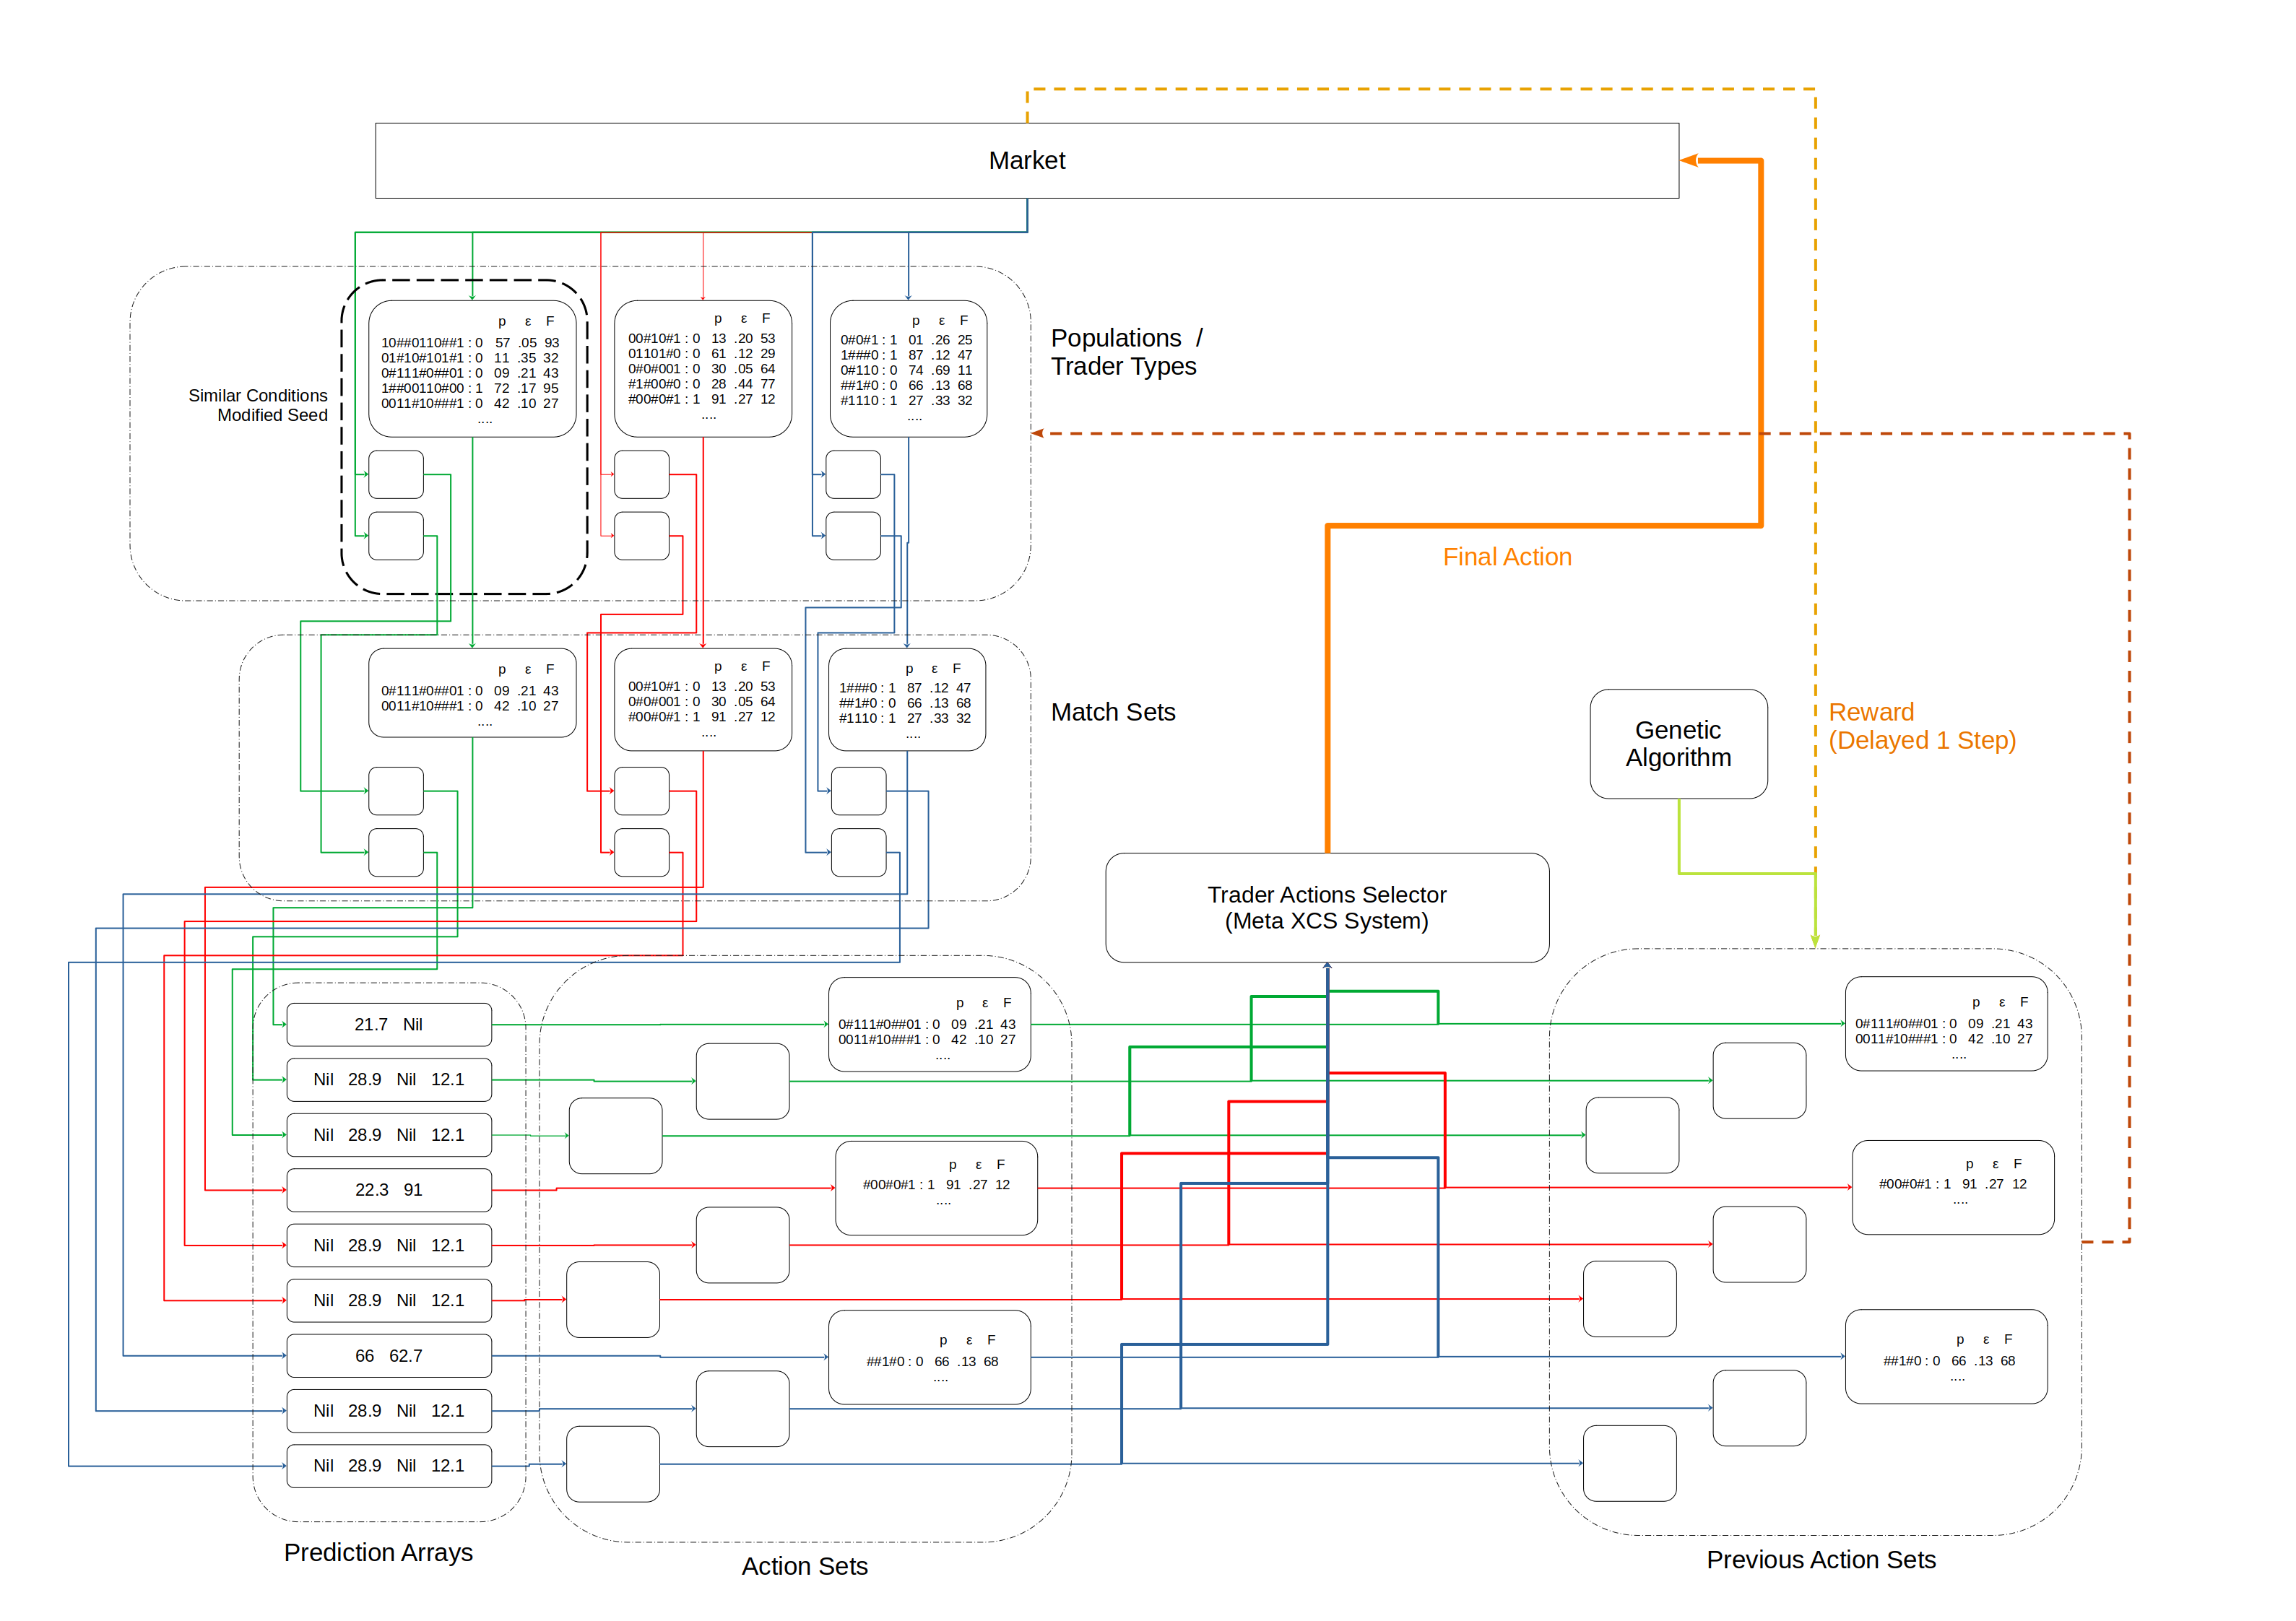 Market
Populations /
Trader Types
Similar Conditions
Modified Seed
p ε F
10##0110##1 : 0 57 .05 93
01#10#101#1 : 0 11 .35 32
0#111#0##01 : 0 09 .21 43
1##00110#00 : 1 72 .17 95
0011#10###1 : 0 42 .10 27
....
p ε F
00#10#1 : 0 13 .20 53
01101#0 : 0 61 .12 29
0#0#001 : 0 30 .05 64
#1#00#0 : 0 28 .44 77
#00#0#1 : 1 91 .27 12
....
p ε F
0#0#1 : 1 01 .26 25
1###0 : 1 87 .12 47
0#110 : 0 74 .69 11
##1#0 : 0 66 .13 68
#1110 : 1 27 .33 32
....
Final Action
Match Sets
p ε F
0#111#0##01 : 0 09 .21 43
0011#10###1 : 0 42 .10 27
....
p ε F
00#10#1 : 0 13 .20 53
0#0#001 : 0 30 .05 64
#00#0#1 : 1 91 .27 12
....
p ε F
1###0 : 1 87 .12 47
##1#0 : 0 66 .13 68
#1110 : 1 27 .33 32
....
Genetic
Algorithm
Reward
(Delayed 1 Step)
Trader Actions Selector
(Meta XCS System)
21.7 Nil
Nil 28.9 Nil 12.1
Nil 28.9 Nil 12.1
22.3 91
Nil 28.9 Nil 12.1
Nil 28.9 Nil 12.1
66 62.7
Nil 28.9 Nil 12.1
Nil 28.9 Nil 12.1
Prediction Arrays
p ε F
0#111#0##01 : 0 09 .21 43
0011#10###1 : 0 42 .10 27
....
p ε F
#00#0#1 : 1 91 .27 12
....
p ε F
##1#0 : 0 66 .13 68
....
Action Sets
p ε F
0#111#0##01 : 0 09 .21 43
0011#10###1 : 0 42 .10 27
....
p ε F
#00#0#1 : 1 91 .27 12
....
p ε F
##1#0 : 0 66 .13 68
....
Previous Action Sets